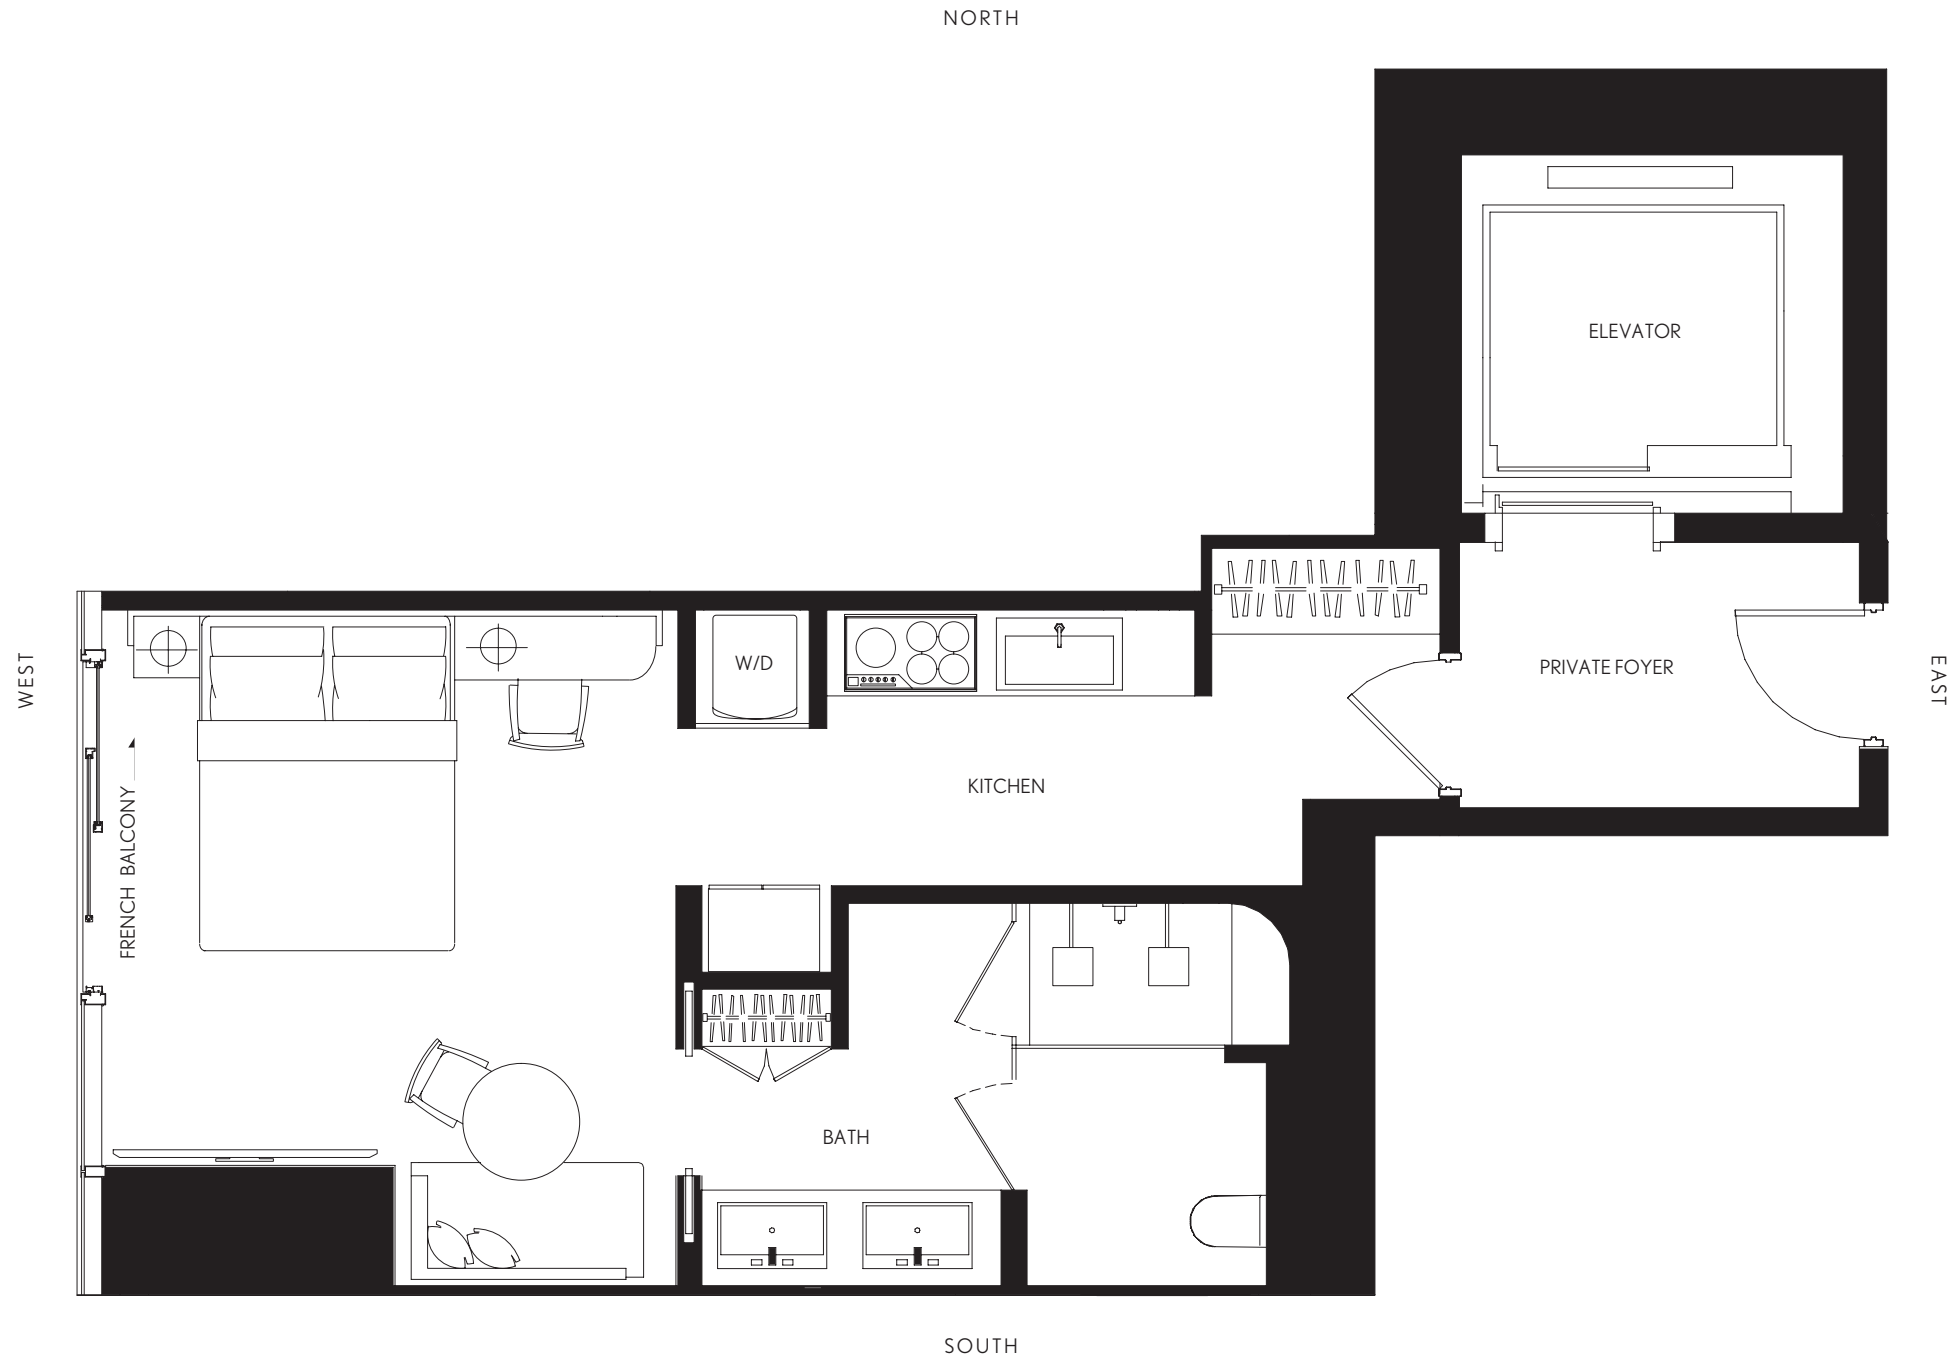 NORTH
ELEVATOR
WEST
W/D
PRIVATE FOYER
EAST
KITCHEN
FRENCH BALCONY
BATH
SOUTH